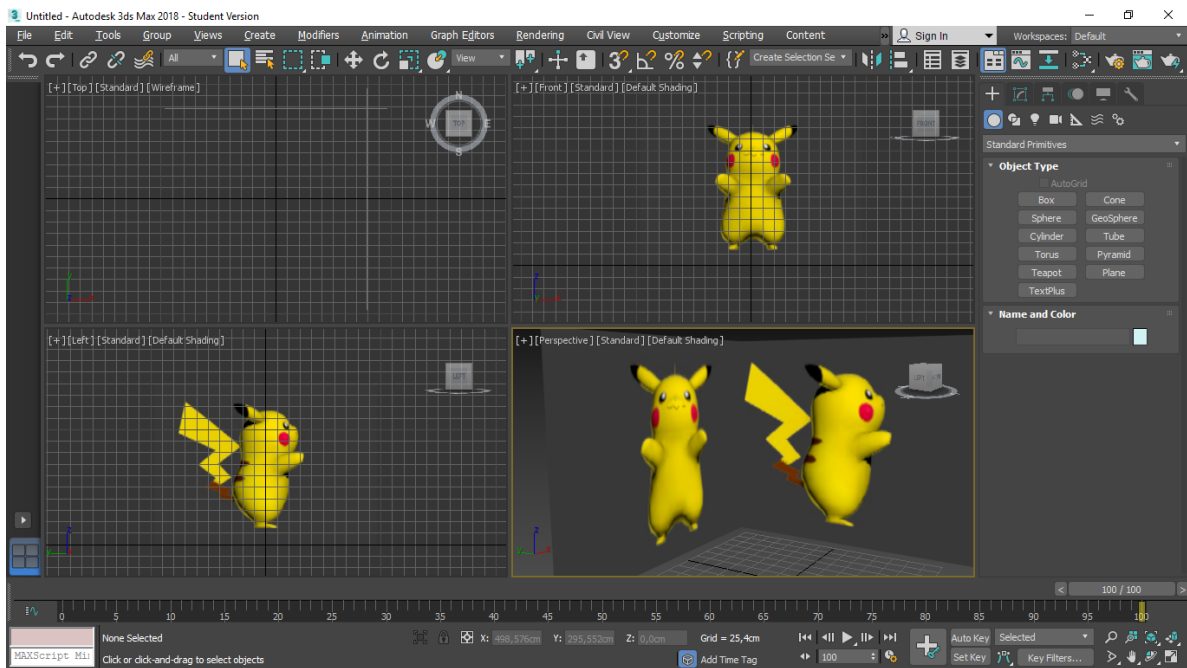 Untitled - Autodesk 3ds Max 2018 - Student Version
File Edit Tools Group Views Create Modifiers Animation Graph Editors Rendering Civil View Customize Scripting Content » Sign In Workspaces: Default
All View Create Selection Se
[+] [Top] [Standard] [Wireframe]
N
W TOP E
S
y
z x
[+] [Front] [Standard] [Default Shading]
FRONT
z
y x
[+] [Left] [Standard] [Default Shading]
LEFT
z
y x
[+] [Perspective] [Standard] [Default Shading]
LEFT
z
y x
Standard Primitives
Object Type
AutoGrid
Box Cone
Sphere GeoSphere
Cylinder Tube
Torus Pyramid
Teapot Plane
TextPlus
Name and Color
< 100 / 100 >
0 5 10 15 20 25 30 35 40 45 50 55 60 65 70 75 80 85 90 95 100
None Selected X: 498,576cm Y: 295,552cm Z: 0,0cm Grid = 25,4cm Auto Key Selected
MAXScript Mi: Click or click-and-drag to select objects Add Time Tag 100 Set Key Key Filters...